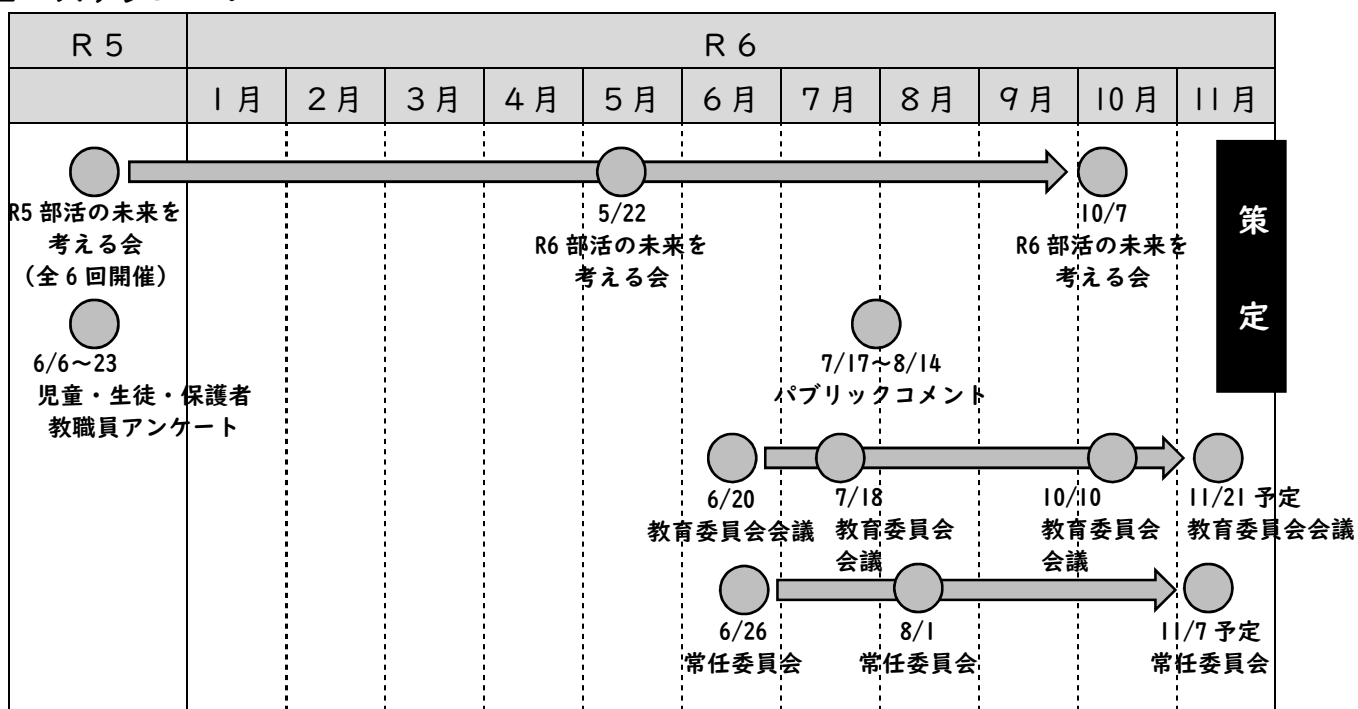 R5
R6
1月 2月 3月 4月 5月 6月 7月 8月 9月 10月 11月
R5部活の未来を
考える会
（全6回開催）
5/22
R6部活の未来を
考える会
10/7
R6部活の未来を
考える会
策定
6/6～23
児童・生徒・保護者
教職員アンケート
7/17～8/14
パブリックコメント
6/20
教育委員会会議
7/18
教育委員会
会議
10/10
教育委員会
会議
11/21予定
教育委員会会議
6/26
常任委員会
8/1
常任委員会
11/7予定
常任委員会